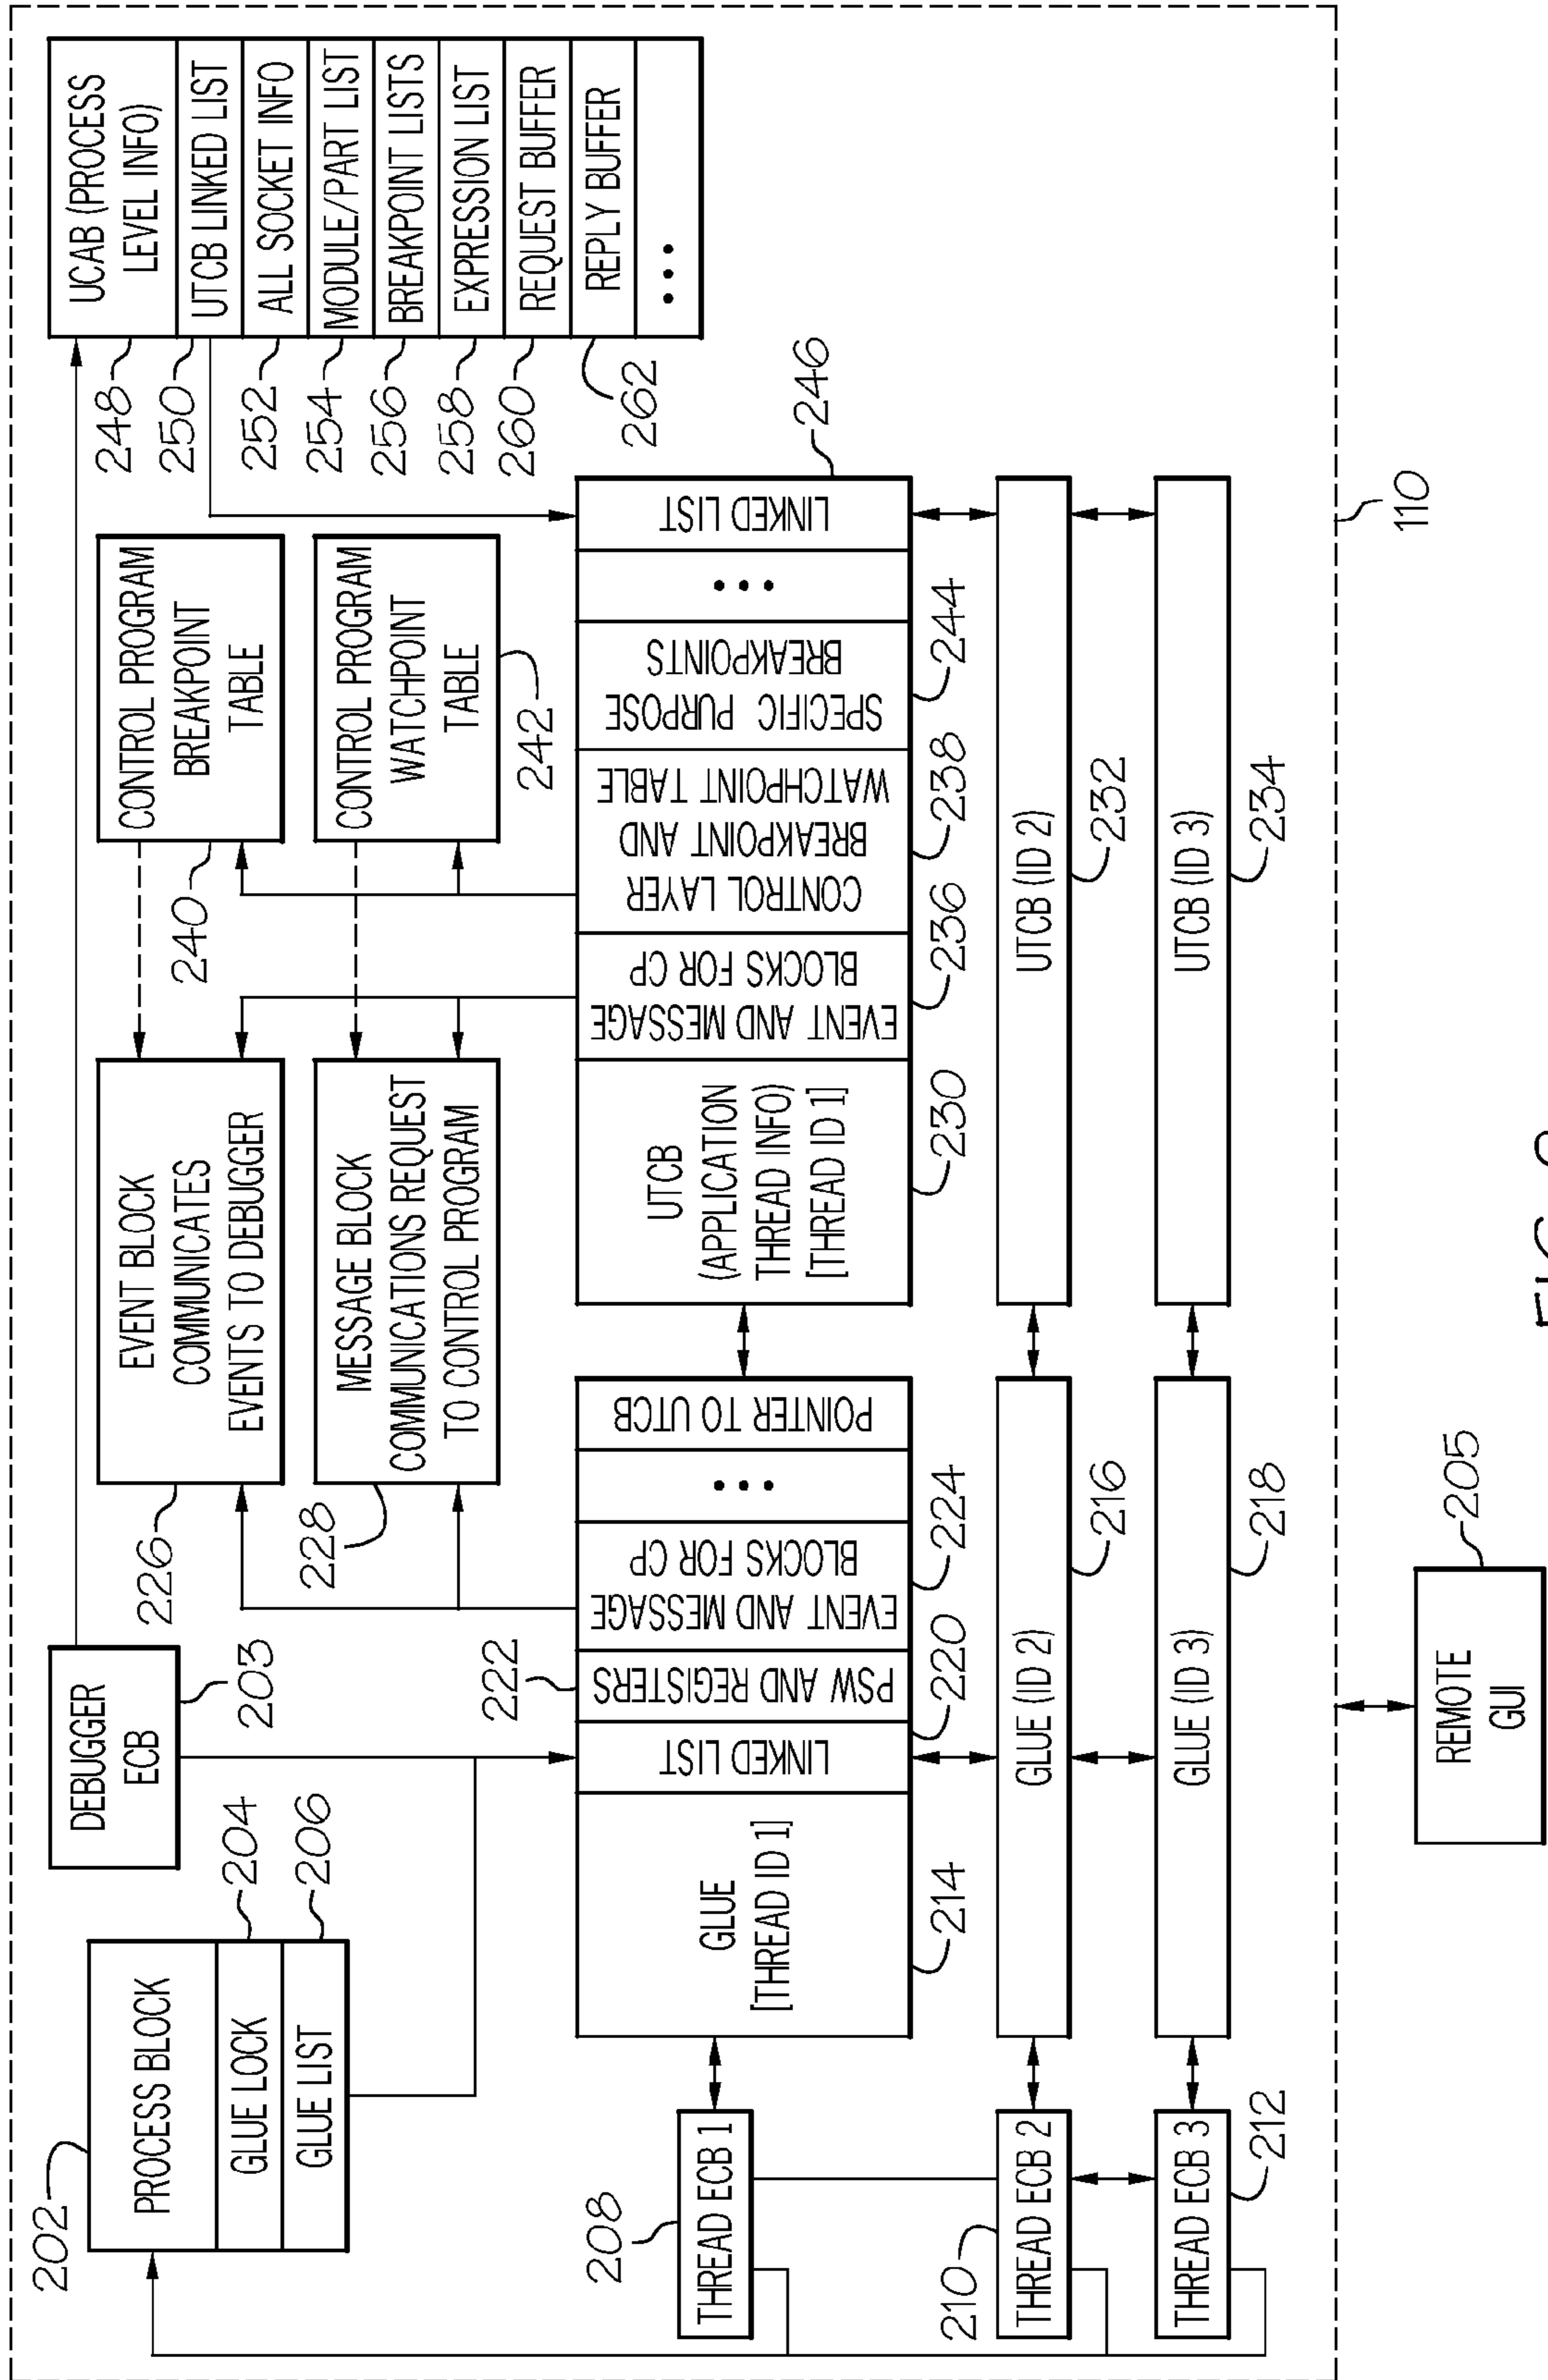 202
PROCESS BLOCK
GLUE LOCK
GLUE LIST
204
206
DEBUGGER
ECB
203
226
EVENT BLOCK
COMMUNICATES
EVENTS TO DEBUGGER
228
MESSAGE BLOCK
COMMUNICATIONS REQUEST
TO CONTROL PROGRAM
240
CONTROL PROGRAM
BREAKPOINT
TABLE
CONTROL PROGRAM
WATCHPOINT
TABLE
242
UCAB (PROCESS
LEVEL INFO)
UTCB LINKED LIST
ALL SOCKET INFO
MODULE/PART LIST
BREAKPOINT LISTS
EXPRESSION LIST
REQUEST BUFFER
REPLY BUFFER
•••
248
250
252
254
256
258
260
262
208
THREAD ECB 1
210
THREAD ECB 2
THREAD ECB 3
212
GLUE
[THREAD ID 1]
214
LINKED LIST
220
222
PSW AND REGISTERS
EVENT AND MESSAGE
BLOCKS FOR CP
224
•••
POINTER TO UTCB
GLUE (ID 2)
216
GLUE (ID 3)
218
UTCB
(APPLICATION
THREAD INFO)
[THREAD ID 1]
230
EVENT AND MESSAGE
BLOCKS FOR CP
236
CONTROL LAYER
BREAKPOINT AND
WATCHPOINT TABLE
238
SPECIFIC PURPOSE
BREAKPOINTS
244
•••
LINKED LIST
246
UTCB (ID 2)
232
UTCB (ID 3)
234
110
REMOTE
GUI
205